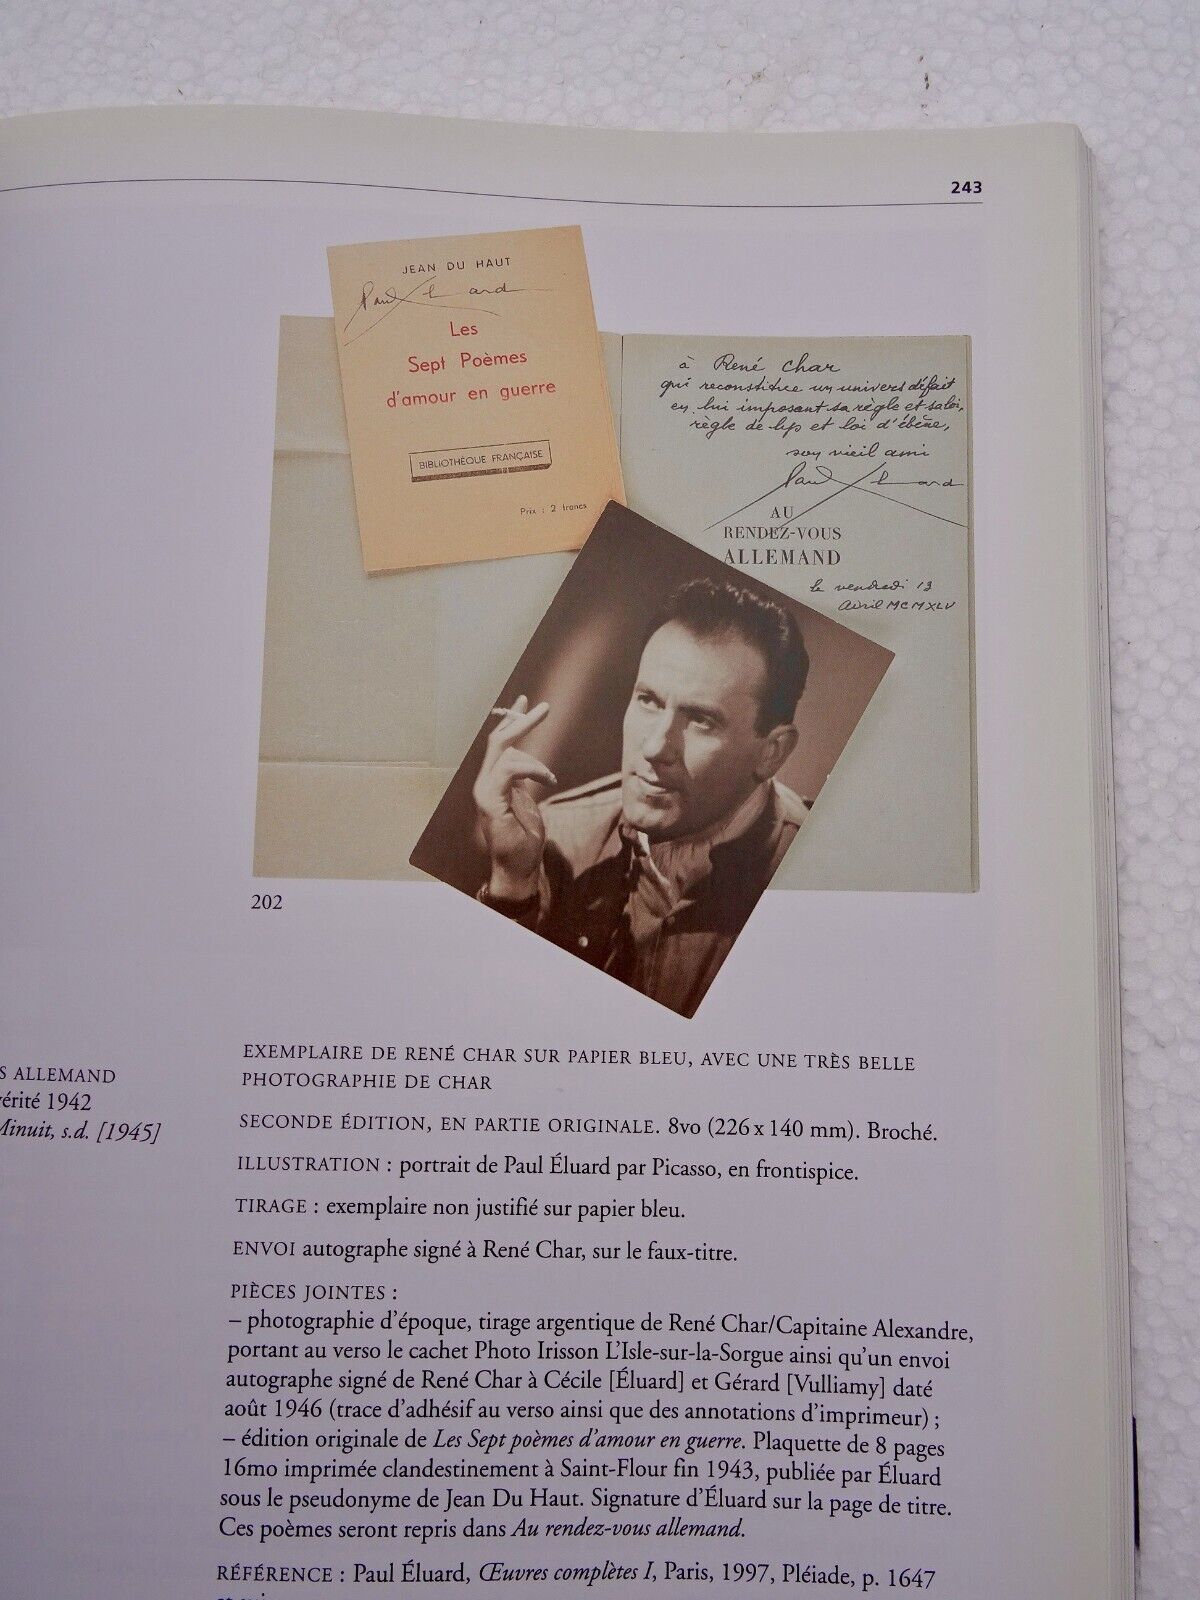 243
JEAN DU HAUT
Paul Eluard
Les
Sept Poèmes
d'amour en guerre
BIBLIOTHÈQUE FRANÇAISE
Prix : 2 francs
à René Char
qui reconstitue un univers défait
en lui imposant sa règle et sa loi,
règle de lys et loi d'ébène,
son vieil ami
Paul Eluard
AU
RENDEZ-VOUS
ALLEMAND
le vendredi 13
Avril MCMXLV
202
S ALLEMAND
vérité 1942
Minuit, s.d. [1945]
EXEMPLAIRE DE RENÉ CHAR SUR PAPIER BLEU, AVEC UNE TRÈS BELLE
PHOTOGRAPHIE DE CHAR
SECONDE ÉDITION, EN PARTIE ORIGINALE. 8vo (226 x 140 mm). Broché.
ILLUSTRATION : portrait de Paul Éluard par Picasso, en frontispice.
TIRAGE : exemplaire non justifié sur papier bleu.
ENVOI autographe signé à René Char, sur le faux-titre.
PIÈCES JOINTES :
– photographie d'époque, tirage argentique de René Char/Capitaine Alexandre,
portant au verso le cachet Photo Irisson L'Isle-sur-la-Sorgue ainsi qu'un envoi
autographe signé de René Char à Cécile [Éluard] et Gérard [Vulliamy] daté
août 1946 (trace d'adhésif au verso ainsi que des annotations d'imprimeur) ;
– édition originale de Les Sept poèmes d'amour en guerre. Plaquette de 8 pages
16mo imprimée clandestinement à Saint-Flour fin 1943, publiée par Éluard
sous le pseudonyme de Jean Du Haut. Signature d'Éluard sur la page de titre.
Ces poèmes seront repris dans Au rendez-vous allemand.
RÉFÉRENCE : Paul Éluard, Œuvres complètes I, Paris, 1997, Pléiade, p. 1647